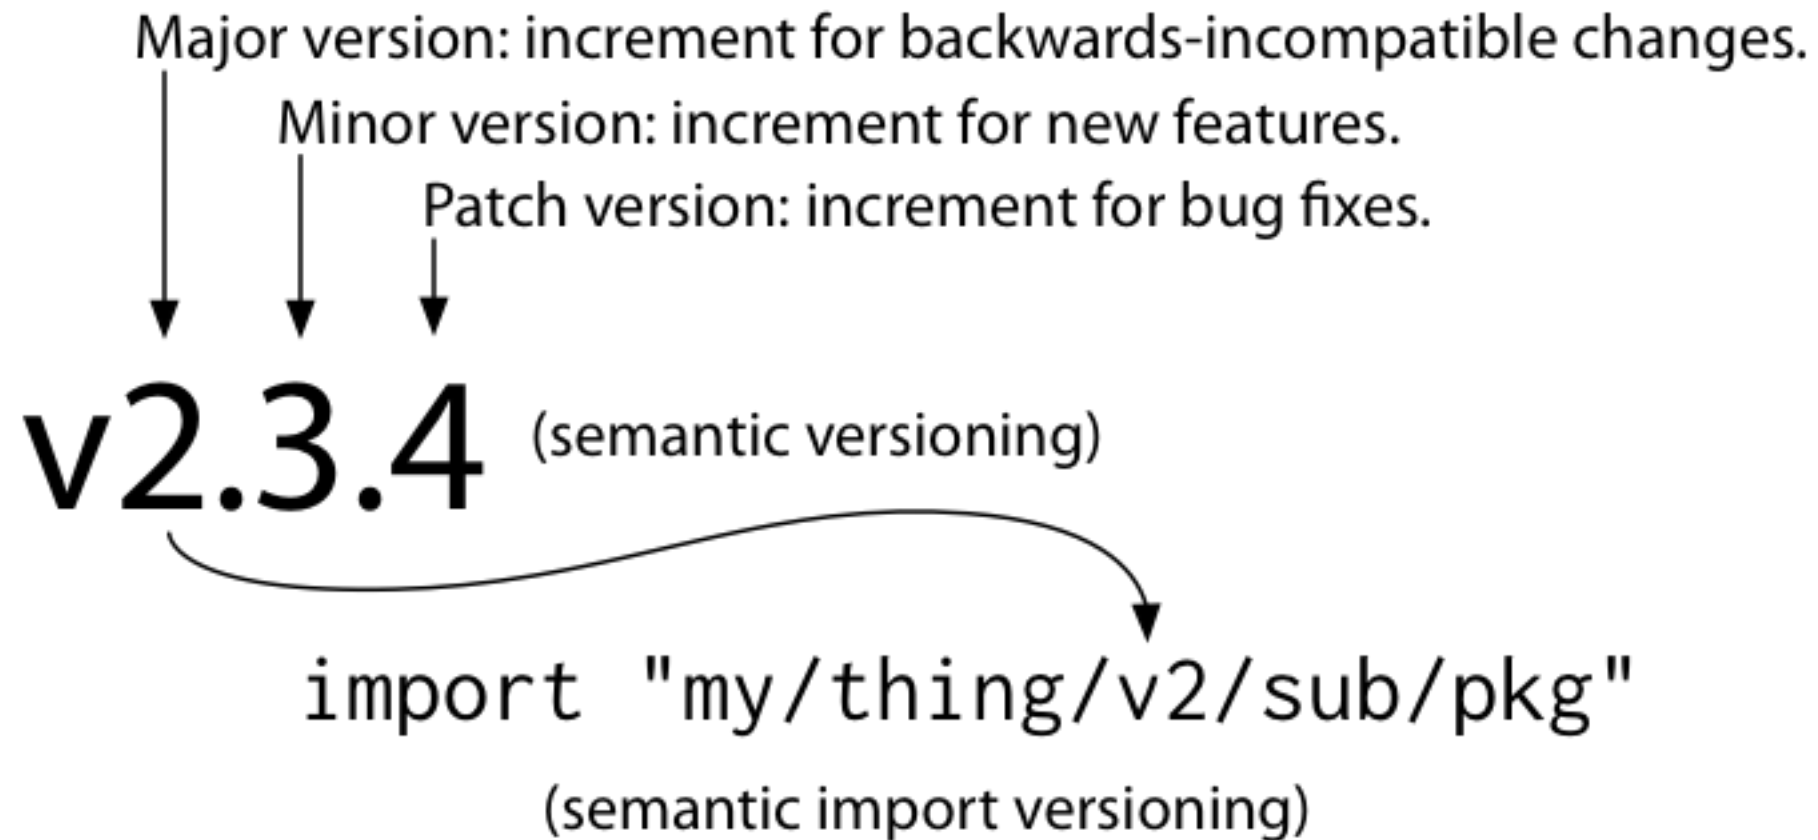 Major version: increment for backwards-incompatible changes.
Minor version: increment for new features.
Patch version: increment for bug fixes.
v2.3.4 (semantic versioning)
import "my/thing/v2/sub/pkg"
(semantic import versioning)